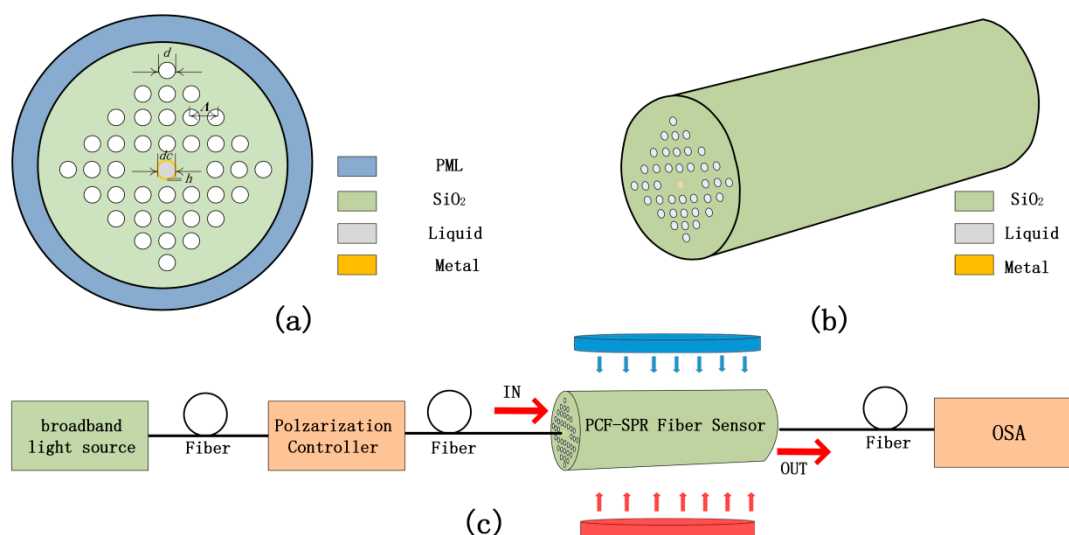 d
Λ
dc
h
PML
SiO₂
Liquid
Metal
(a)
SiO₂
Liquid
Metal
(b)
broadband
light source
Fiber
Polzarization
Controller
Fiber
IN
PCF-SPR Fiber Sensor
OUT
Fiber
OSA
(c)